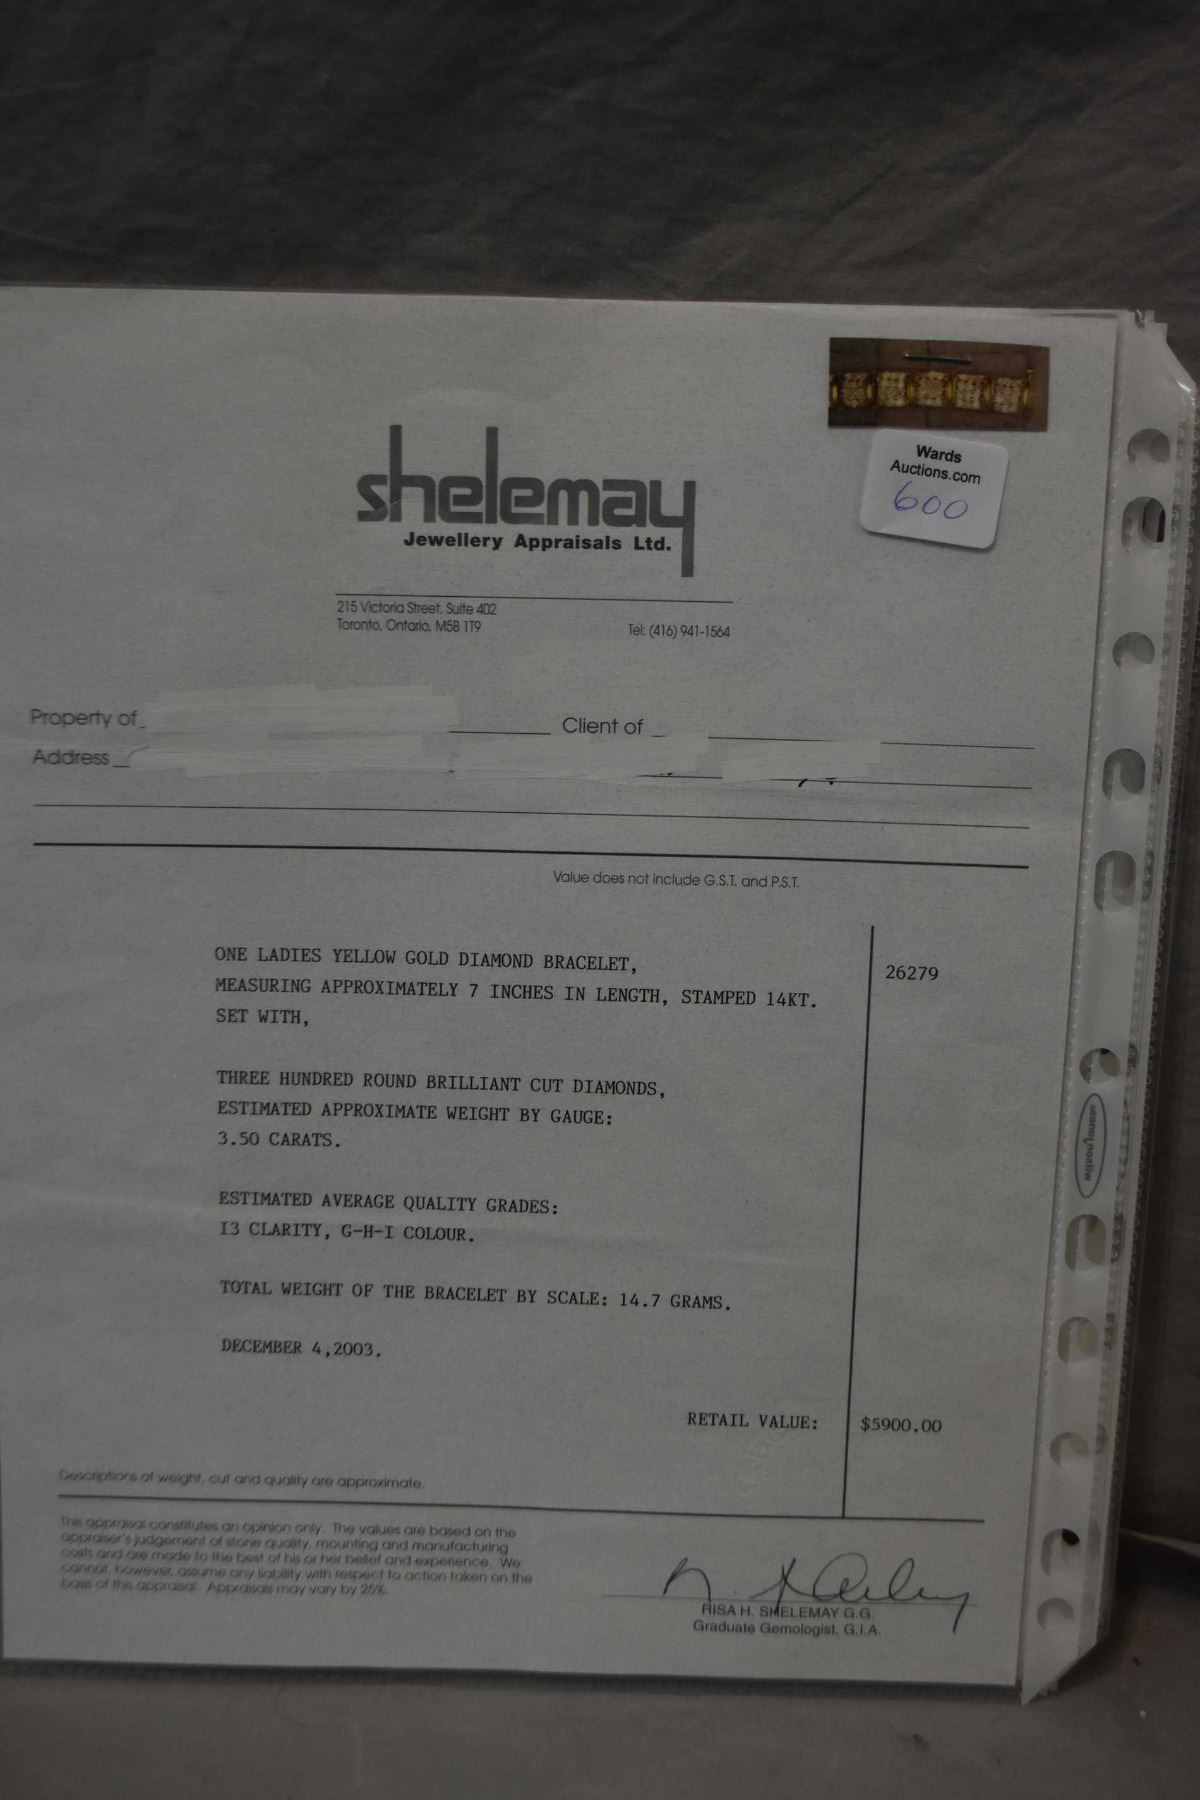 Wards
Auctions.com
600
shelemay
Jewellery Appraisals Ltd.
215 Victoria Street, Suite 402
Toronto, Ontario, M5B 1T9
Tel: (416) 941-1564
Property of
Client of
Address
Value does not include G.S.T. and P.S.T.
ONE LADIES YELLOW GOLD DIAMOND BRACELET,
26279
MEASURING APPROXIMATELY 7 INCHES IN LENGTH, STAMPED 14KT.
SET WITH,
THREE HUNDRED ROUND BRILLIANT CUT DIAMONDS,
ESTIMATED APPROXIMATE WEIGHT BY GAUGE:
3.50 CARATS.
ESTIMATED AVERAGE QUALITY GRADES:
I3 CLARITY, G-H-I COLOUR.
TOTAL WEIGHT OF THE BRACELET BY SCALE: 14.7 GRAMS.
DECEMBER 4,2003.
RETAIL VALUE: $5900.00
Descriptions of weight, cut and quality are approximate.
This appraisal constitutes an opinion only. The values are based on the
appraiser's judgement of stone quality, mounting and manufacturing
costs and are made to the best of his or her belief and experience. We
cannot, however, assume any liability with respect to action taken on the
basis of this appraisal. Appraisals may vary by 25%.
RISA H. SHELEMAY G.G.
Graduate Gemologist, G.I.A.
wilsonjones